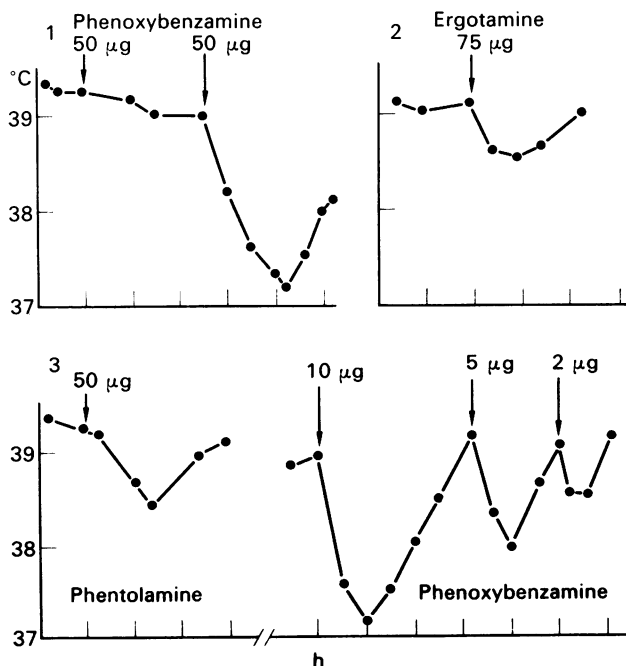 1
Phenoxybenzamine
50 μg 50 μg
°C
39
38
37
2
Ergotamine
75 μg
3
50 μg
10 μg
5 μg
2 μg
39
38
37
Phentolamine
Phenoxybenzamine
h